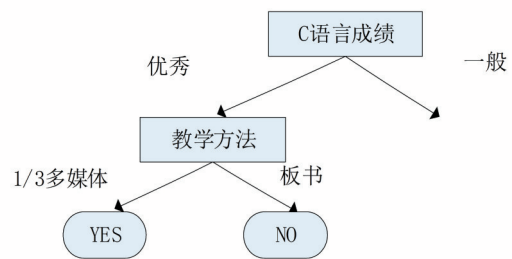 C语言成绩
优秀
一般
教学方法
1/3多媒体
板书
YES
NO